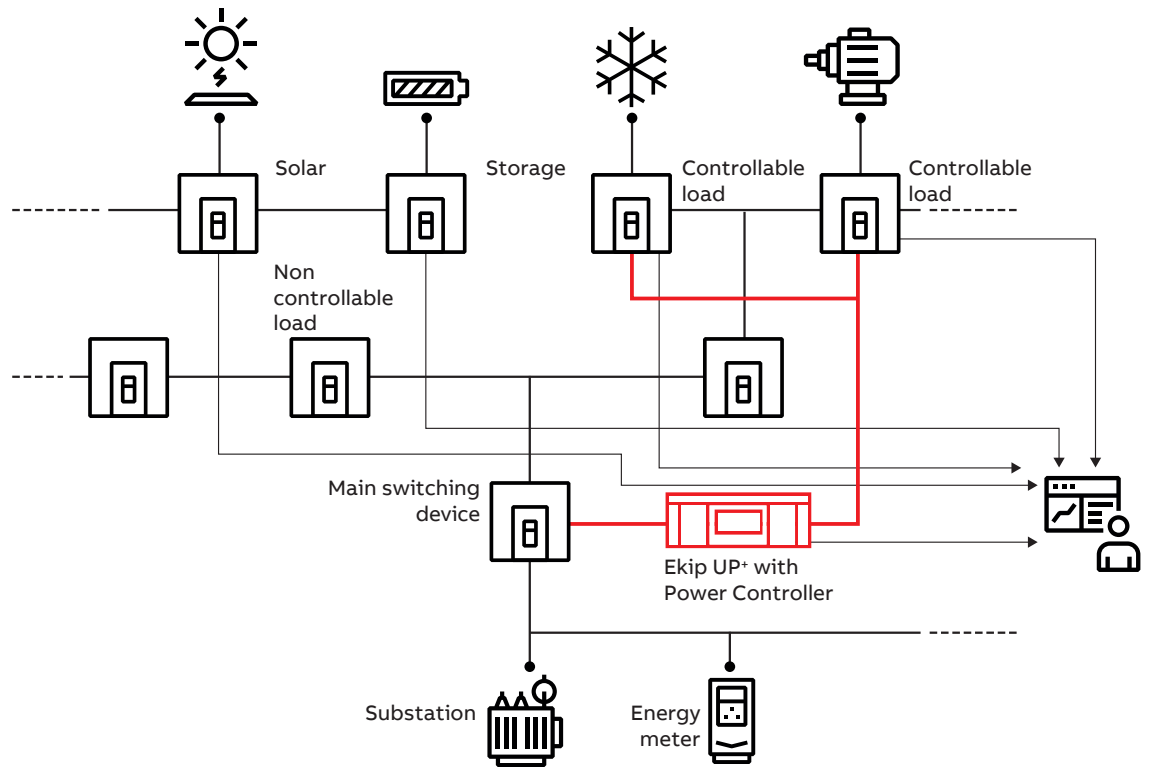 Solar
Storage
Controllable
load
Controllable
load
Non
controllable
load
Main switching
device
Ekip UP⁺ with
Power Controller
Substation
Energy
meter